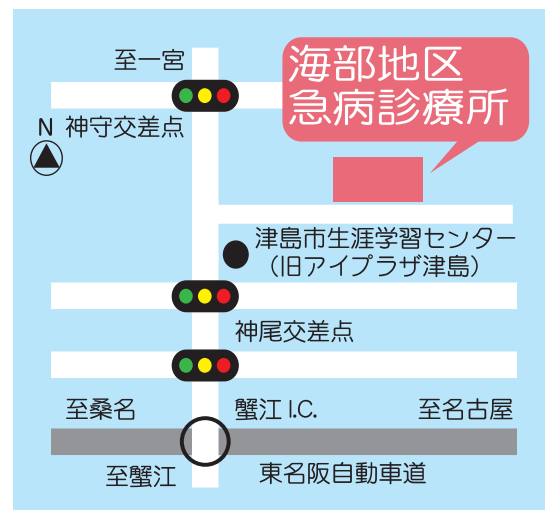 至一宮
海部地区
急病診療所
N
神守交差点
津島市生涯学習センター
（旧アイプラザ津島）
神尾交差点
至桑名
蟹江 I.C.
至名古屋
至蟹江
東名阪自動車道